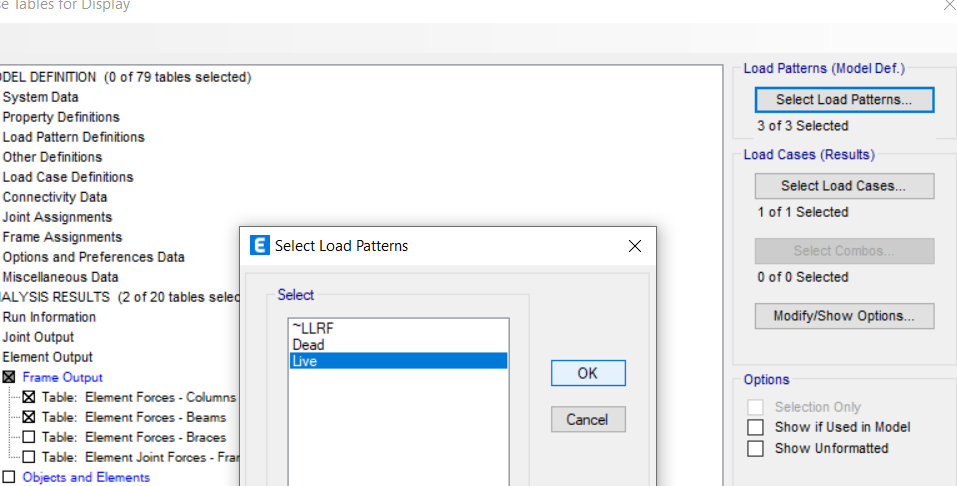 se Tables for Display
DEL DEFINITION (0 of 79 tables selected)
System Data
Property Definitions
Load Pattern Definitions
Other Definitions
Load Case Definitions
Connectivity Data
Joint Assignments
Frame Assignments
Options and Preferences Data
Miscellaneous Data
ALYSIS RESULTS (2 of 20 tables selec
Run Information
Joint Output
Element Output
Frame Output
Table: Element Forces - Columns
Table: Element Forces - Beams
Table: Element Forces - Braces
Table: Element Joint Forces - Frar
Objects and Elements
E Select Load Patterns
Select
~LLRF
Dead
Live
OK
Cancel
Load Patterns (Model Def.)
Select Load Patterns...
3 of 3 Selected
Load Cases (Results)
Select Load Cases...
1 of 1 Selected
Select Combos...
0 of 0 Selected
Modify/Show Options...
Options
Selection Only
Show if Used in Model
Show Unformatted